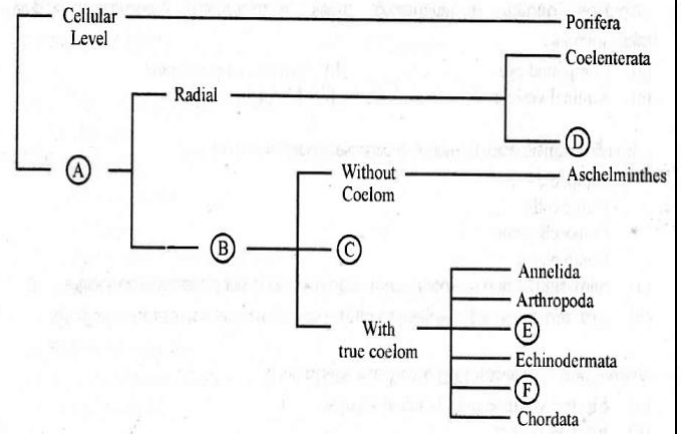 Cellular
Level
Porifera
Coelenterata
Radial
D
A
Without
Coelom
Aschelminthes
B
C
Annelida
Arthropoda
With
true coelom
E
Echinodermata
F
Chordata